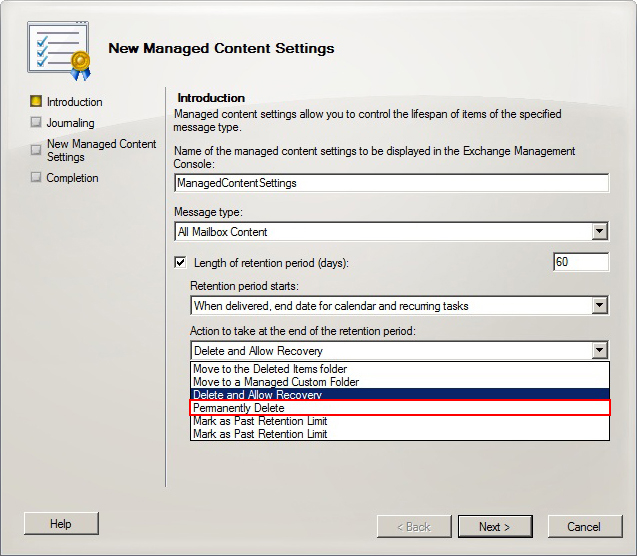 New Managed Content Settings
Introduction
Journaling
New Managed Content
Settings
Completion
Introduction
Managed content settings allow you to control the lifespan of items of the specified
message type.
Name of the managed content settings to be displayed in the Exchange Management
Console:
ManagedContentSettings
Message type:
All Mailbox Content
Length of retention period (days):
60
Retention period starts:
When delivered, end date for calendar and recurring tasks
Action to take at the end of the retention period:
Delete and Allow Recovery
Move to the Deleted Items folder
Move to a Managed Custom Folder
Delete and Allow Recovery
Permanently Delete
Mark as Past Retention Limit
Mark as Past Retention Limit
Help
< Back
Next >
Cancel